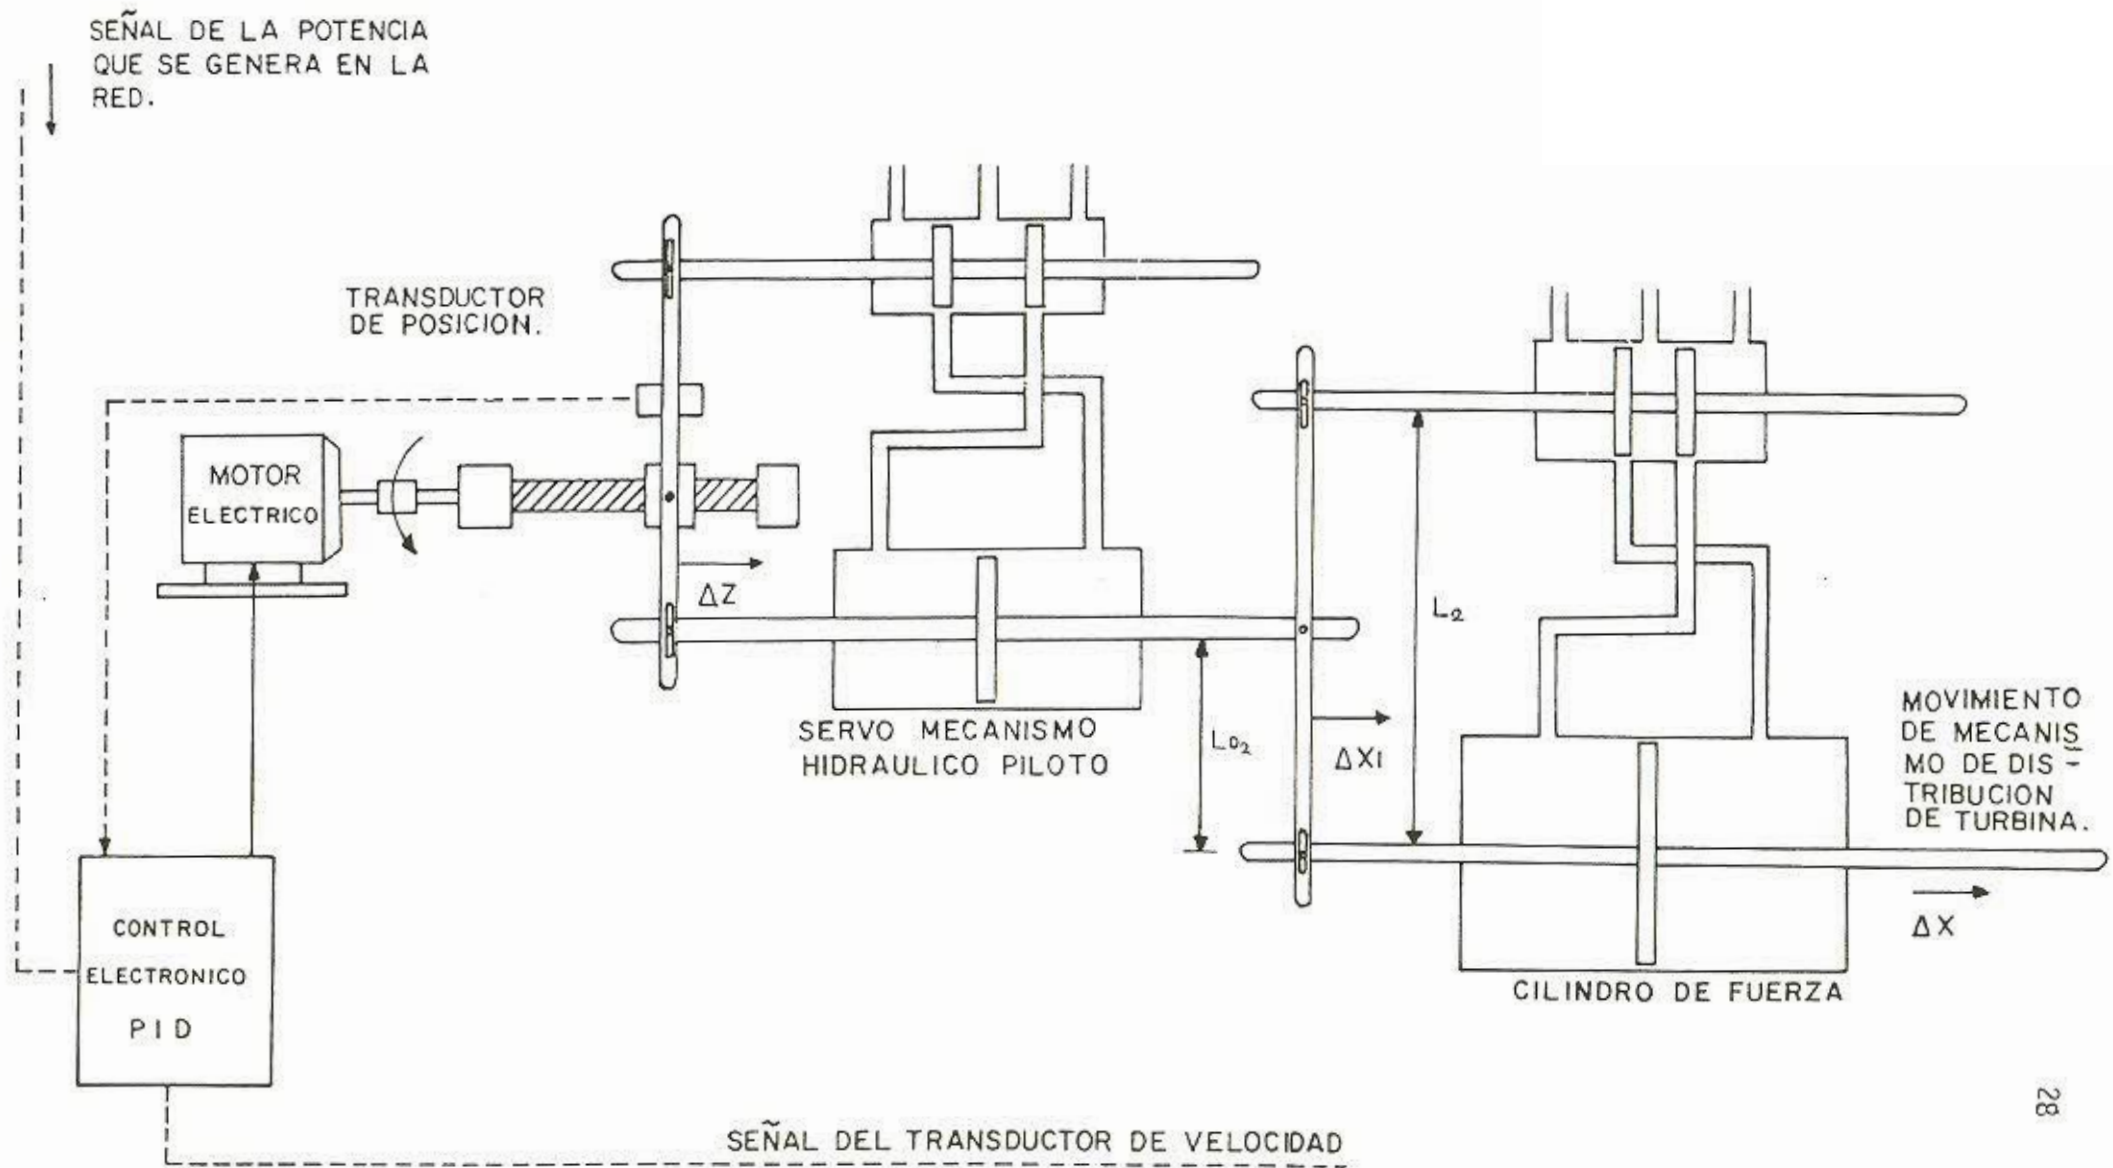 SEÑAL DE LA POTENCIA
QUE SE GENERA EN LA
RED.
TRANSDUCTOR
DE POSICION.
MOTOR
ELECTRICO
ΔZ
SERVO MECANISMO
HIDRAULICO PILOTO
Lo₂
ΔX1
L₂
MOVIMIENTO
DE MECANIS
MO DE DIS-
TRIBUCION
DE TURBINA.
ΔX
CILINDRO DE FUERZA
CONTROL
ELECTRONICO
PID
SEÑAL DEL TRANSDUCTOR DE VELOCIDAD
28